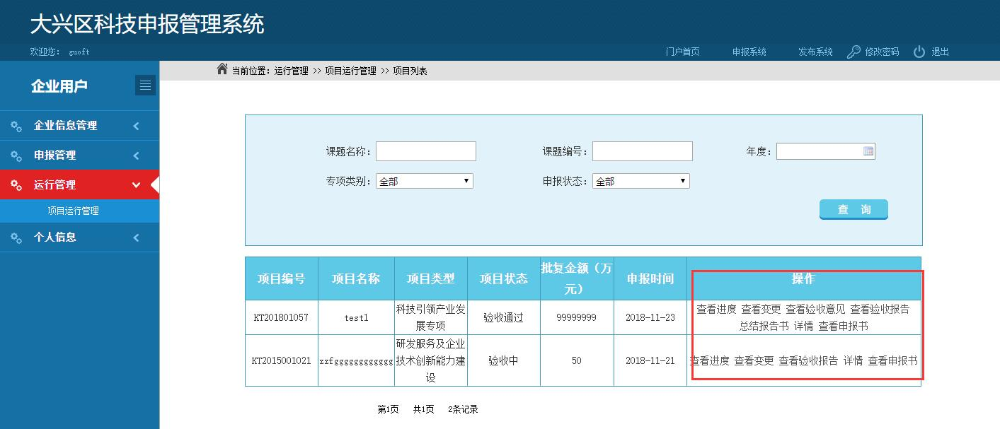 大兴区科技申报管理系统
欢迎您： guoft
门户首页 申报系统 发布系统 修改密码 退出
企业用户
当前位置：运行管理 >> 项目运行管理 >> 项目列表
企业信息管理
申报管理
运行管理
项目运行管理
个人信息
课题名称： 课题编号： 年度：
专项类别： 全部 申报状态： 全部
查 询
项目编号 项目名称 项目类型 项目状态 批复金额（万元） 申报时间 操作
KT201801057 test1 科技引领产业发展专项 验收通过 99999999 2018-11-23 查看进度 查看变更 查看验收意见 查看验收报告
总结报告书 详情 查看申报书
KT2015001021 zzfgggggggggggg 研发服务及企业技术创新能力建设 验收中 50 2018-11-21 查看进度 查看变更 查看验收报告 详情 查看申报书
第1页 共1页 2条记录